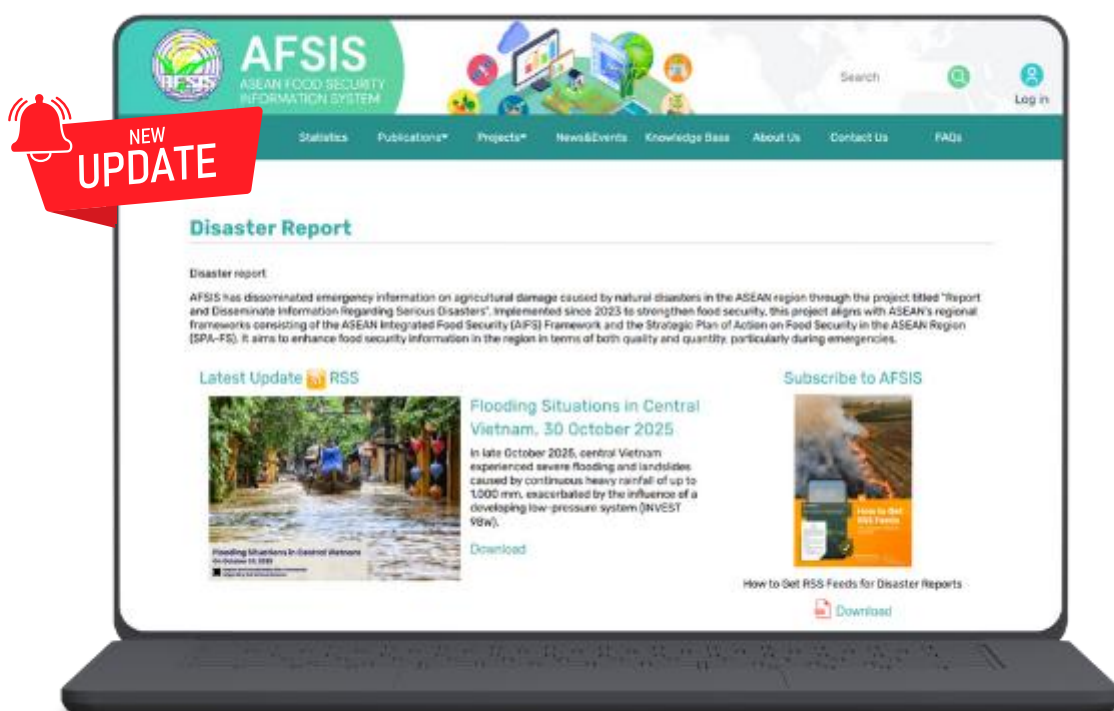 AFSIS
ASEAN FOOD SECURITY
INFORMATION SYSTEM
AFSIS
Search
Log in
NEW
UPDATE
Statistics
Publications
Projects
News&Events
Knowledge Base
About Us
Contact Us
FAQs
Disaster Report
Disaster report
AFSIS has disseminated emergency information on agricultural damage caused by natural disasters in the ASEAN region through the project titled "Report
and Disseminate Information Regarding Serious Disasters". Implemented since 2023 to strengthen food security, this project aligns with ASEAN's regional
frameworks consisting of the ASEAN Integrated Food Security (AIFS) Framework and the Strategic Plan of Action on Food Security in the ASEAN Region
(SPA-FS). It aims to enhance food security information in the region in terms of both quality and quantity, particularly during emergencies.
Latest Update RSS
Flooding Situations in Central Vietnam
On October 30, 2025
Flooding Situations in Central
Vietnam, 30 October 2025
In late October 2025, central Vietnam
experienced severe flooding and landslides
caused by continuous heavy rainfall of up to
1,000 mm, exacerbated by the influence of a
developing low-pressure system (INVEST
98W).
Download
Subscribe to AFSIS
How to Get
RSS Feeds
How to Get RSS Feeds for Disaster Reports
Download